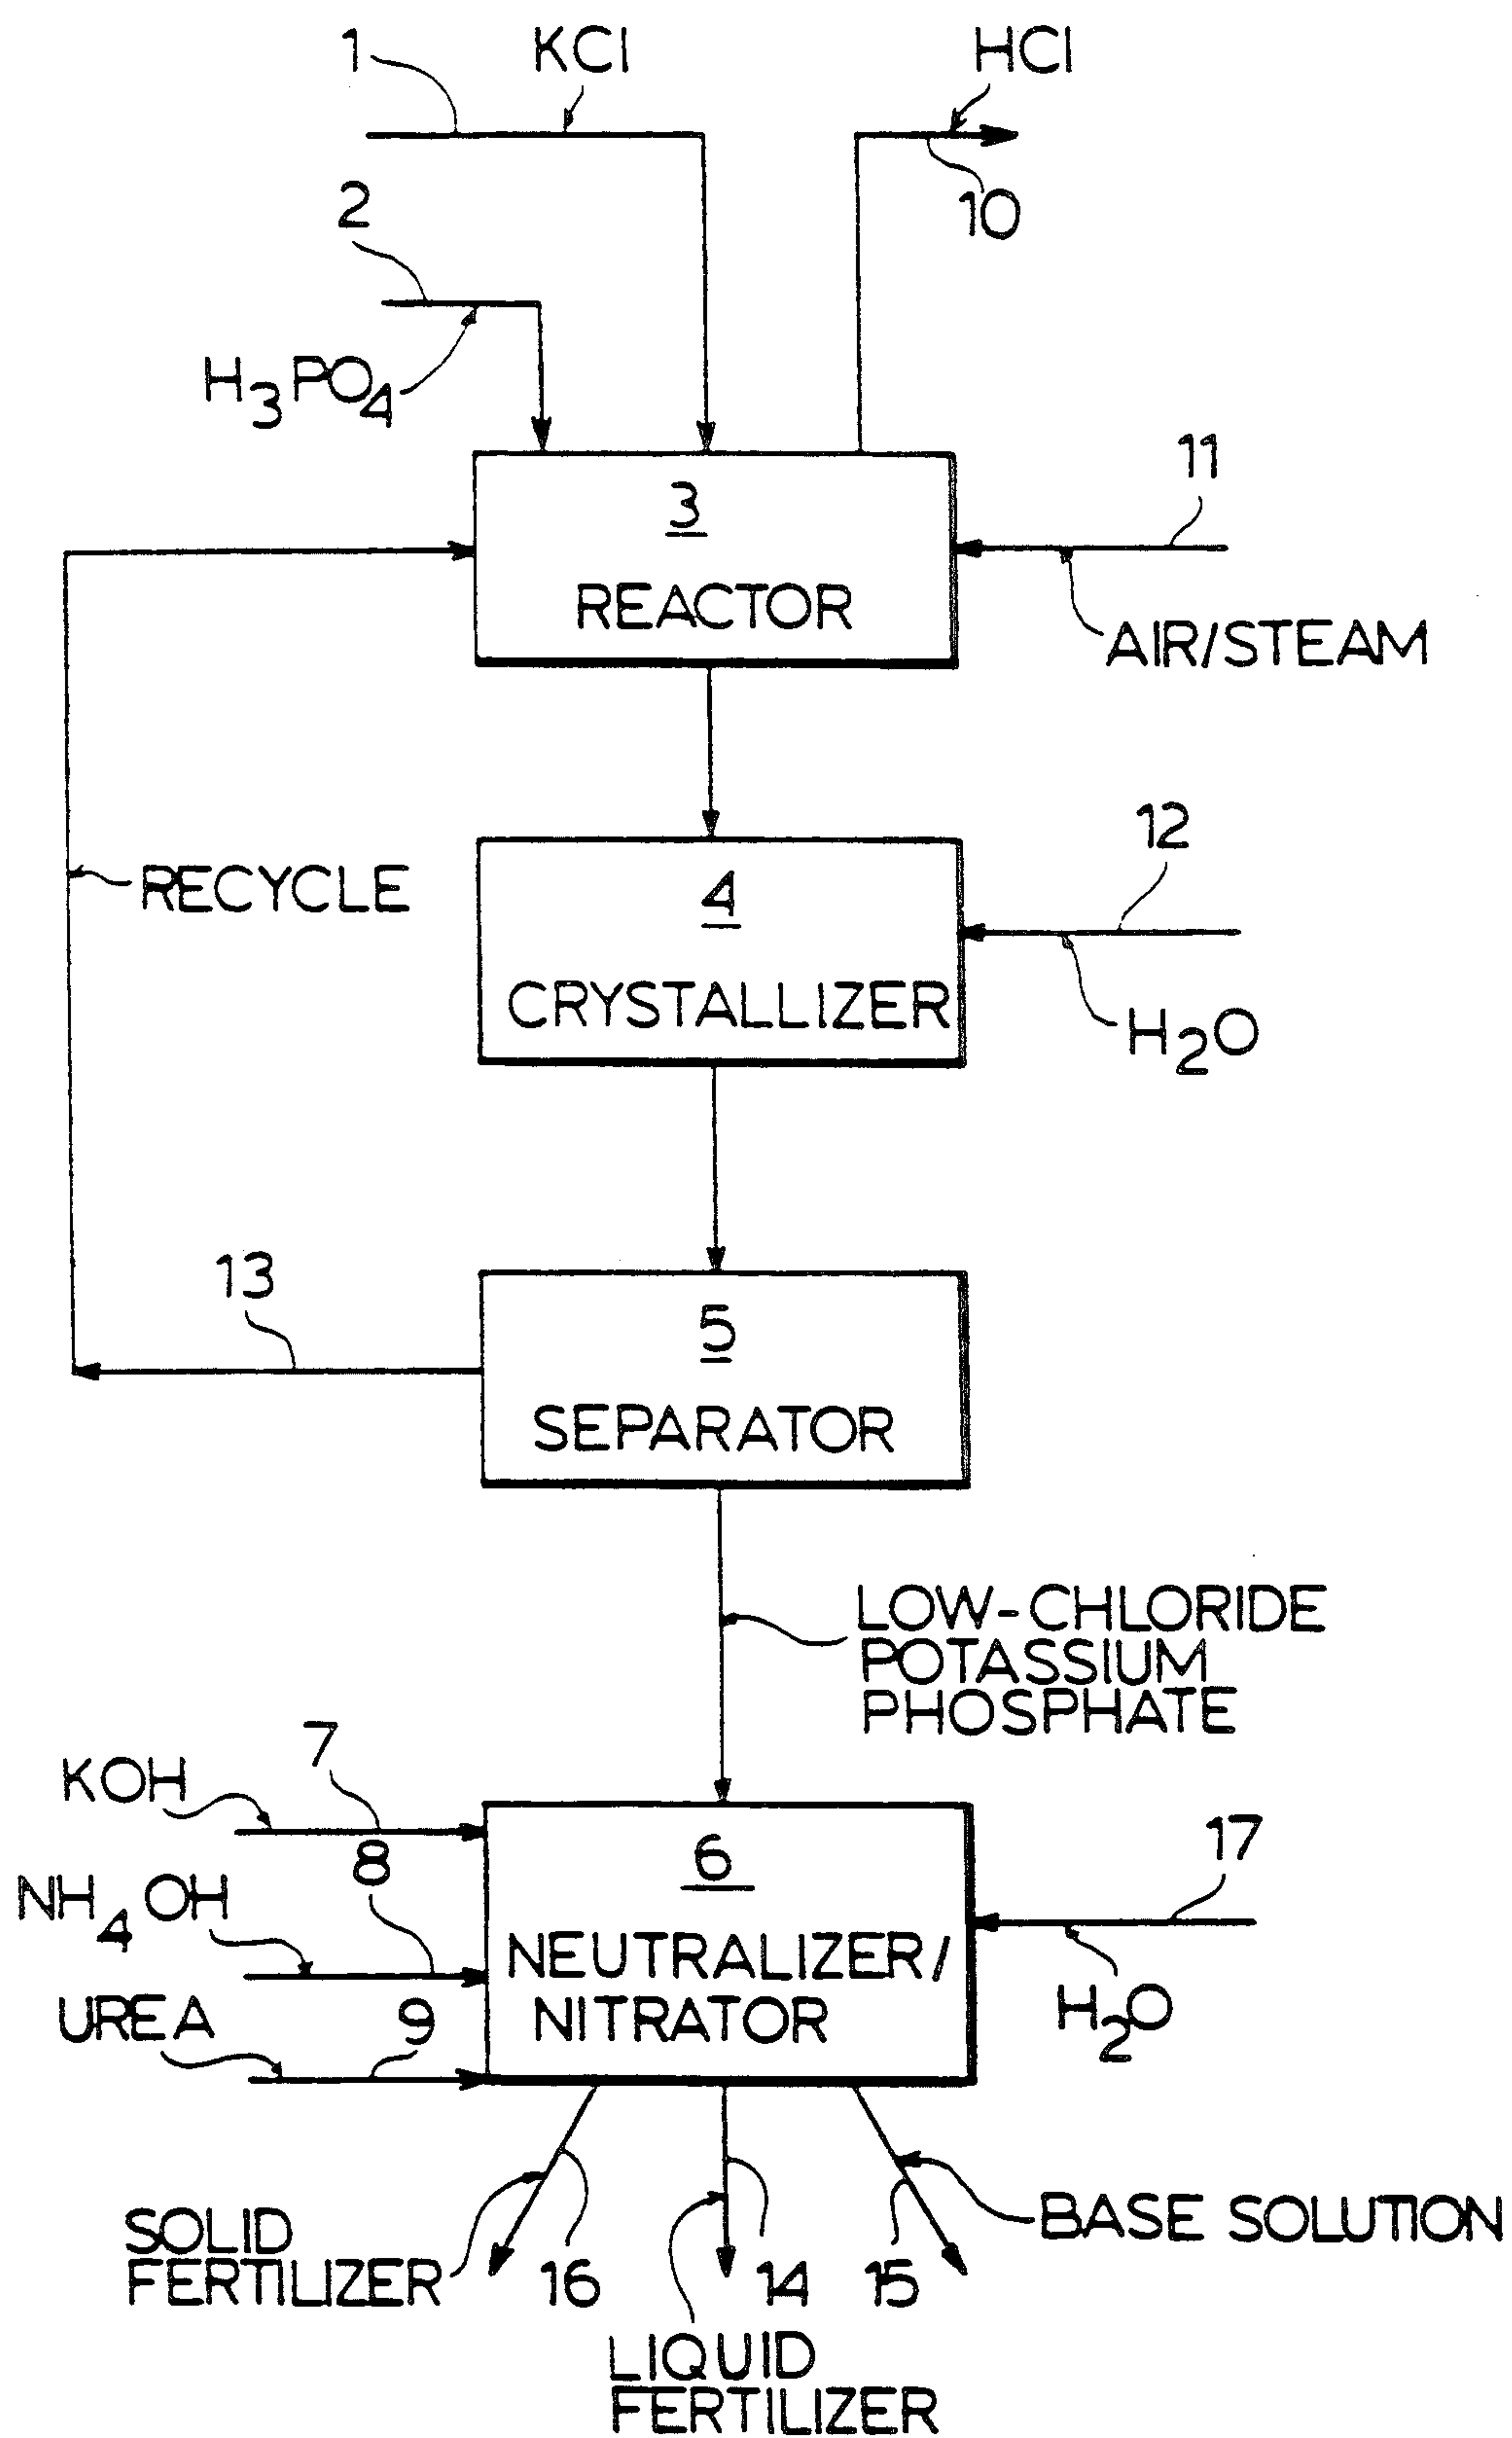 1
KCl
HCl
2
10
H3PO4
11
3
REACTOR
AIR/STEAM
12
4
RECYCLE
CRYSTALLIZER
H2O
13
5
SEPARATOR
LOW-CHLORIDE
POTASSIUM
PHOSPHATE
7
KOH
17
8
6
NH4OH
NEUTRALIZER/
NITRATOR
UREA
9
H2O
SOLID
FERTILIZER
16
14
15
BASE SOLUTION
LIQUID
FERTILIZER